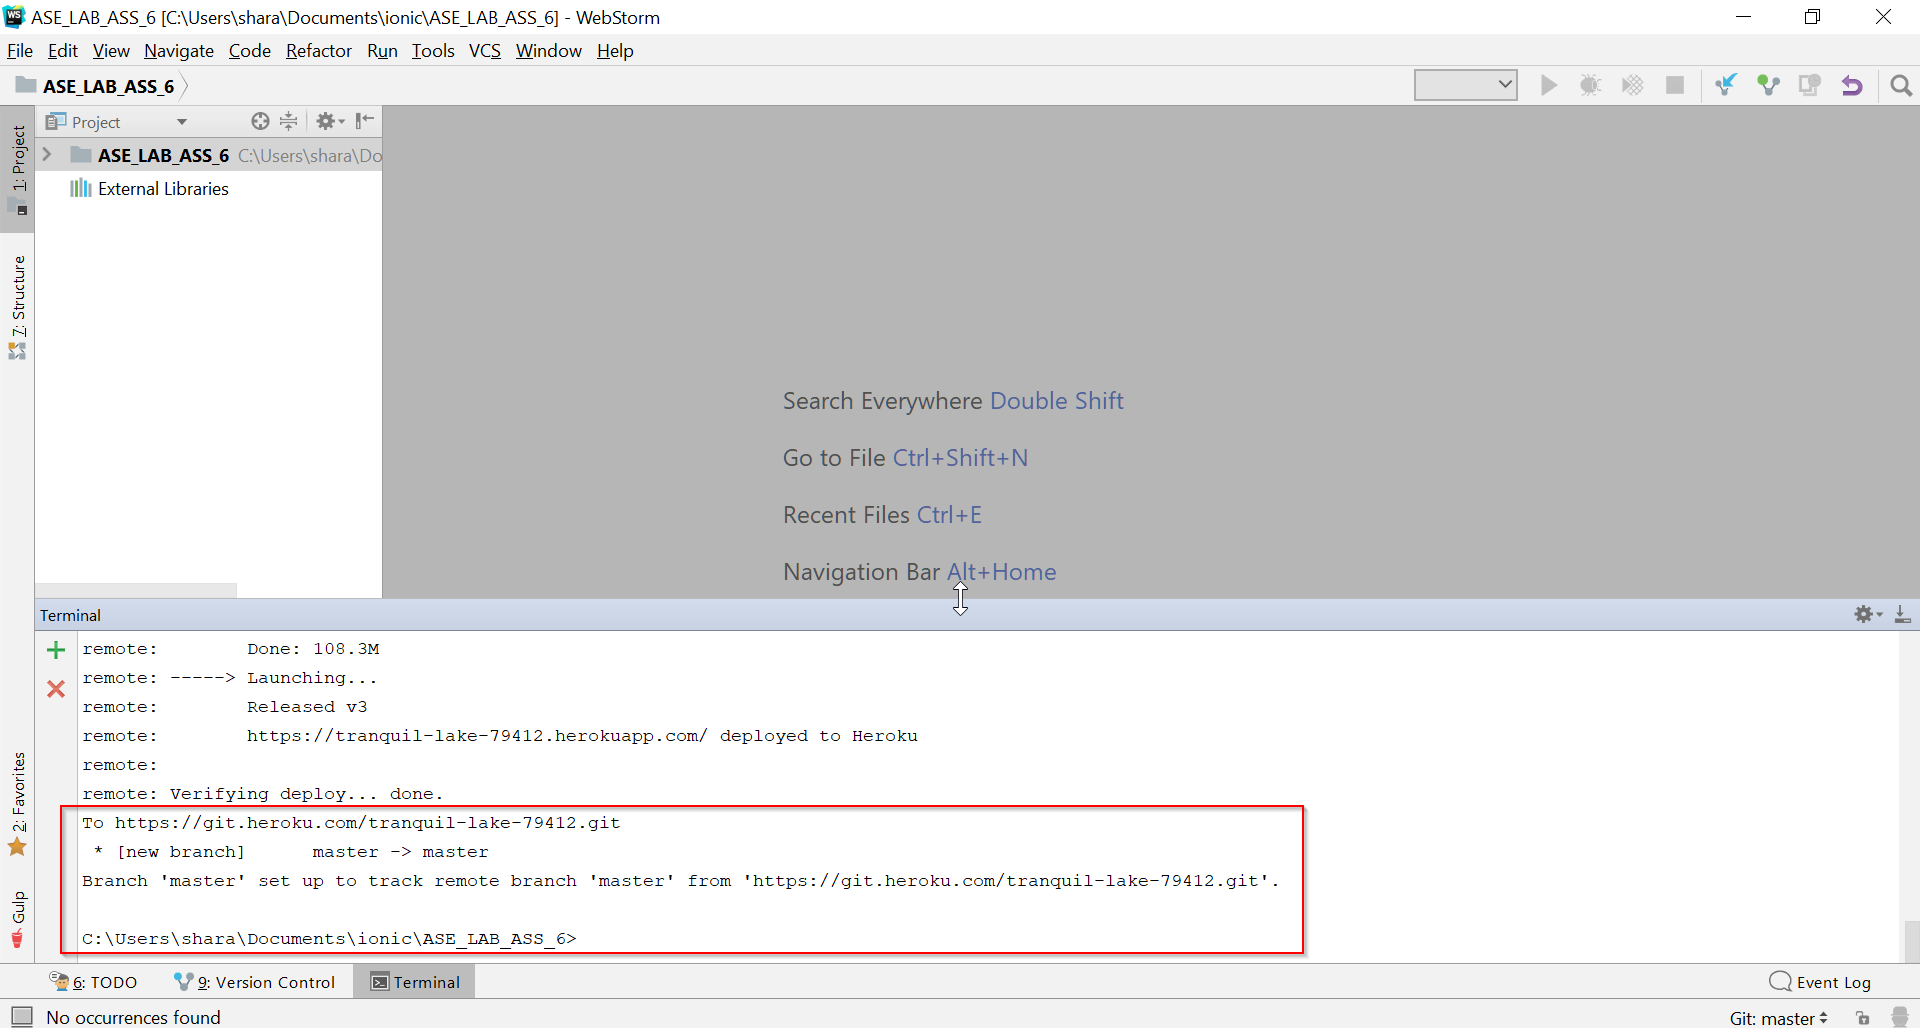 WS ASE_LAB_ASS_6 [C:\Users\shara\Documents\ionic\ASE_LAB_ASS_6] - WebStorm
File Edit View Navigate Code Refactor Run Tools VCS Window Help
ASE_LAB_ASS_6
1: Project
7: Structure
2: Favorites
Gulp
Project
ASE_LAB_ASS_6 C:\Users\shara\Do
External Libraries
Search Everywhere Double Shift
Go to File Ctrl+Shift+N
Recent Files Ctrl+E
Navigation Bar Alt+Home
Terminal
remote:        Done: 108.3M
remote: -----> Launching...
remote:        Released v3
remote:        https://tranquil-lake-79412.herokuapp.com/ deployed to Heroku
remote:
remote: Verifying deploy... done.
To https://git.heroku.com/tranquil-lake-79412.git
 * [new branch]      master -> master
Branch 'master' set up to track remote branch 'master' from 'https://git.heroku.com/tranquil-lake-79412.git'.
C:\Users\shara\Documents\ionic\ASE_LAB_ASS_6>
6: TODO 9: Version Control Terminal Event Log
No occurrences found Git: master